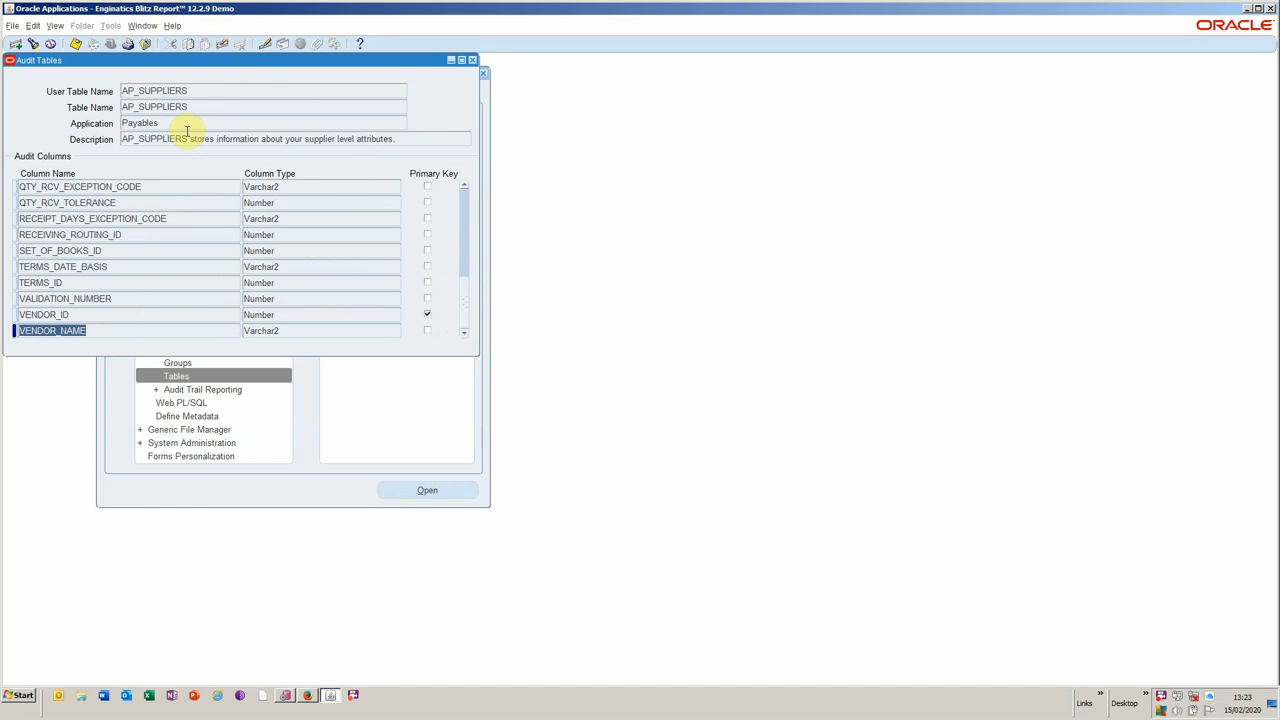 Oracle Applications - Enginatics Blitz Report™ 12.2.9 Demo
File Edit View Folder Tools Window Help
ORACLE
Audit Tables
User Table Name AP_SUPPLIERS
Table Name AP_SUPPLIERS
Application Payables
Description AP_SUPPLIERS stores information about your supplier level attributes.
Audit Columns
Column Name Column Type Primary Key
QTY_RCV_EXCEPTION_CODE Varchar2
QTY_RCV_TOLERANCE Number
RECEIPT_DAYS_EXCEPTION_CODE Varchar2
RECEIVING_ROUTING_ID Number
SET_OF_BOOKS_ID Number
TERMS_DATE_BASIS Varchar2
TERMS_ID Number
VALIDATION_NUMBER Number
VENDOR_ID Number
VENDOR_NAME Varchar2
Groups
Tables
+ Audit Trail Reporting
Web PL/SQL
Define Metadata
+ Generic File Manager
+ System Administration
Forms Personalization
Open
Start
Links » Desktop »
13:23
15/02/2020